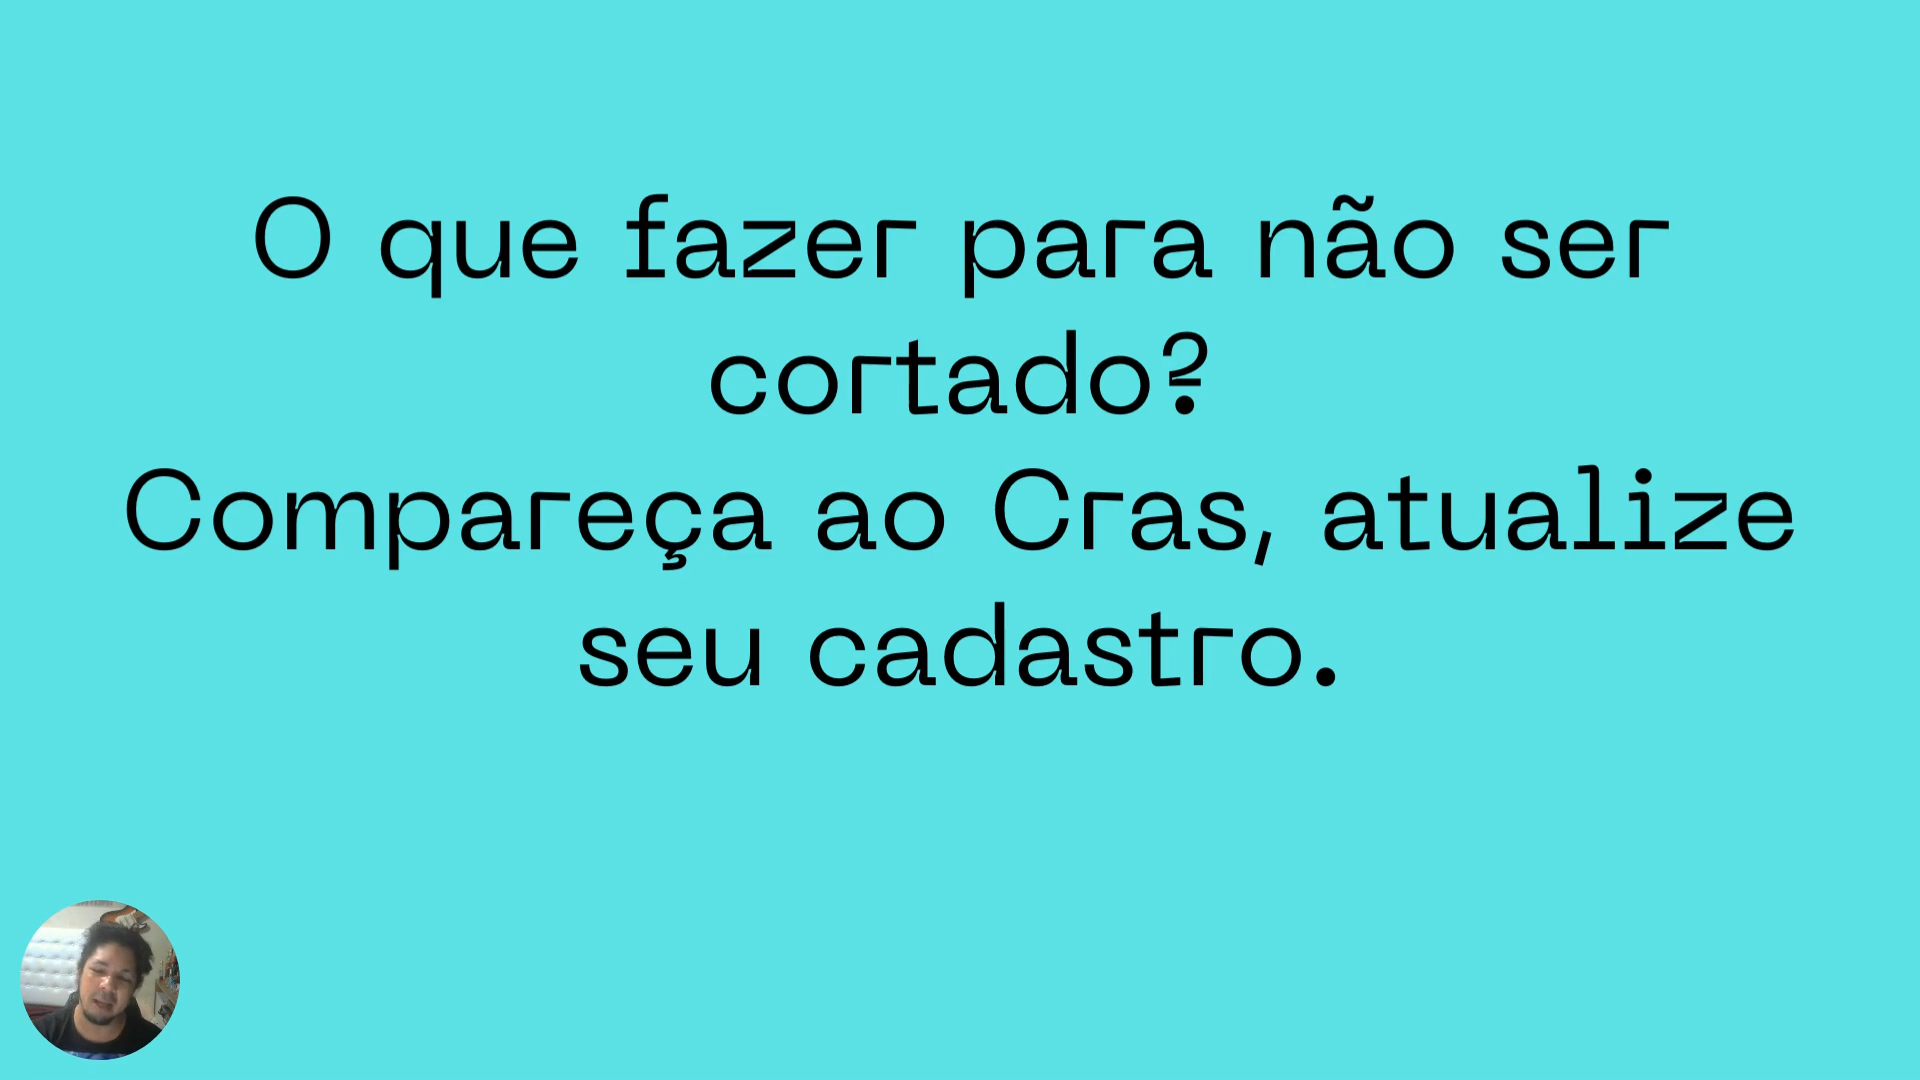 O que fazer para não ser
cortado?
Compareça ao Cras, atualize
seu cadastro.